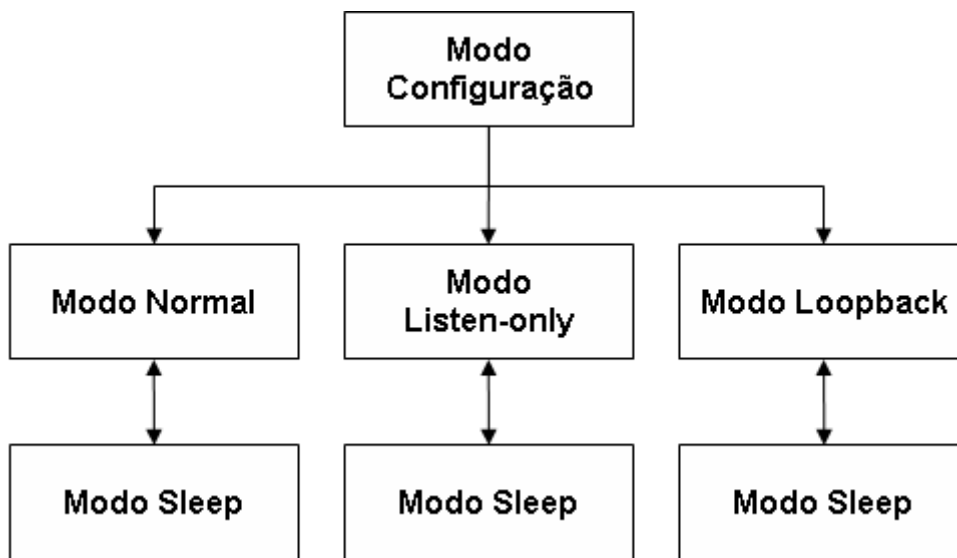 Modo
Configuração
Modo Normal
Modo
Listen-only
Modo Loopback
Modo Sleep
Modo Sleep
Modo Sleep